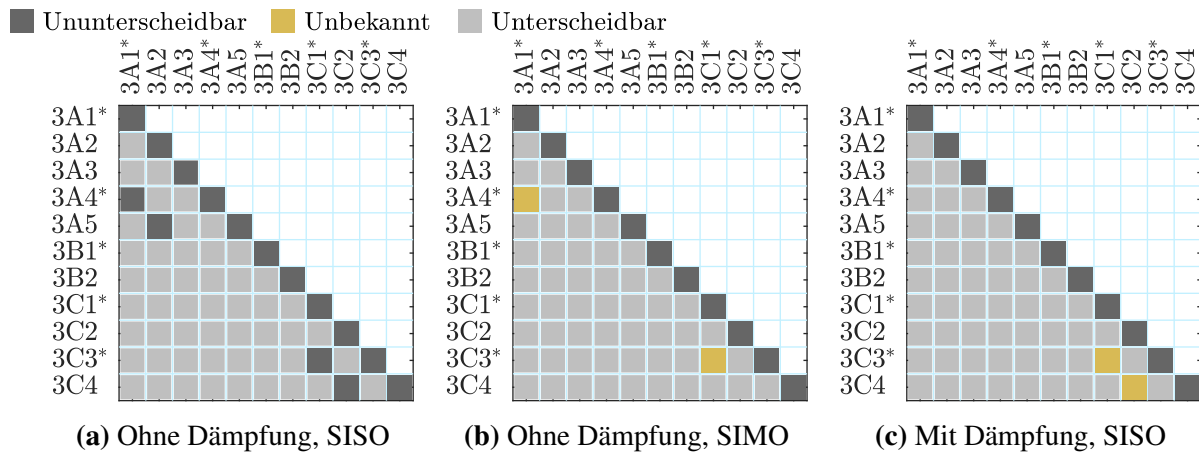 Ununterscheidbar Unbekannt Unterscheidbar
3A1* 3A2 3A3 3A4* 3A5 3B1* 3B2 3C1* 3C2 3C3* 3C4
3A1* 3A2 3A3 3A4* 3A5 3B1* 3B2 3C1* 3C2 3C3* 3C4
3A1* 3A2 3A3 3A4* 3A5 3B1* 3B2 3C1* 3C2 3C3* 3C4
3A1* 3A1* 3A1*
3A2 3A2 3A2
3A3 3A3 3A3
3A4* 3A4* 3A4*
3A5 3A5 3A5
3B1* 3B1* 3B1*
3B2 3B2 3B2
3C1* 3C1* 3C1*
3C2 3C2 3C2
3C3* 3C3* 3C3*
3C4 3C4 3C4
(a) Ohne Dämpfung, SISO
(b) Ohne Dämpfung, SIMO
(c) Mit Dämpfung, SISO